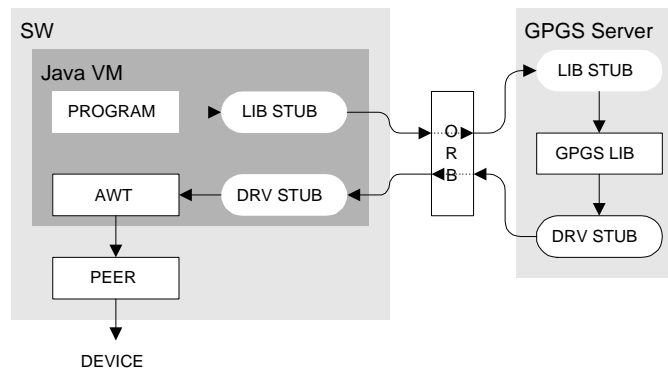 SW
GPGS Server
Java VM
LIB STUB
PROGRAM
LIB STUB
O
R
B
GPGS LIB
AWT
DRV STUB
DRV STUB
PEER
DEVICE